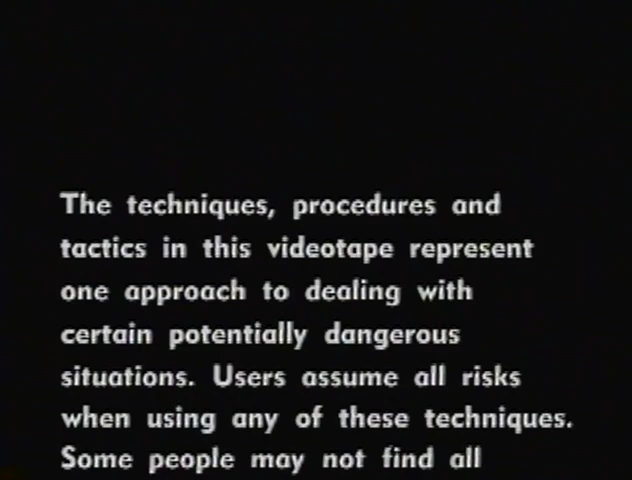 The techniques, procedures and
tactics in this videotape represent
one approach to dealing with
certain potentially dangerous
situations. Users assume all risks
when using any of these techniques.
Some people may not find all